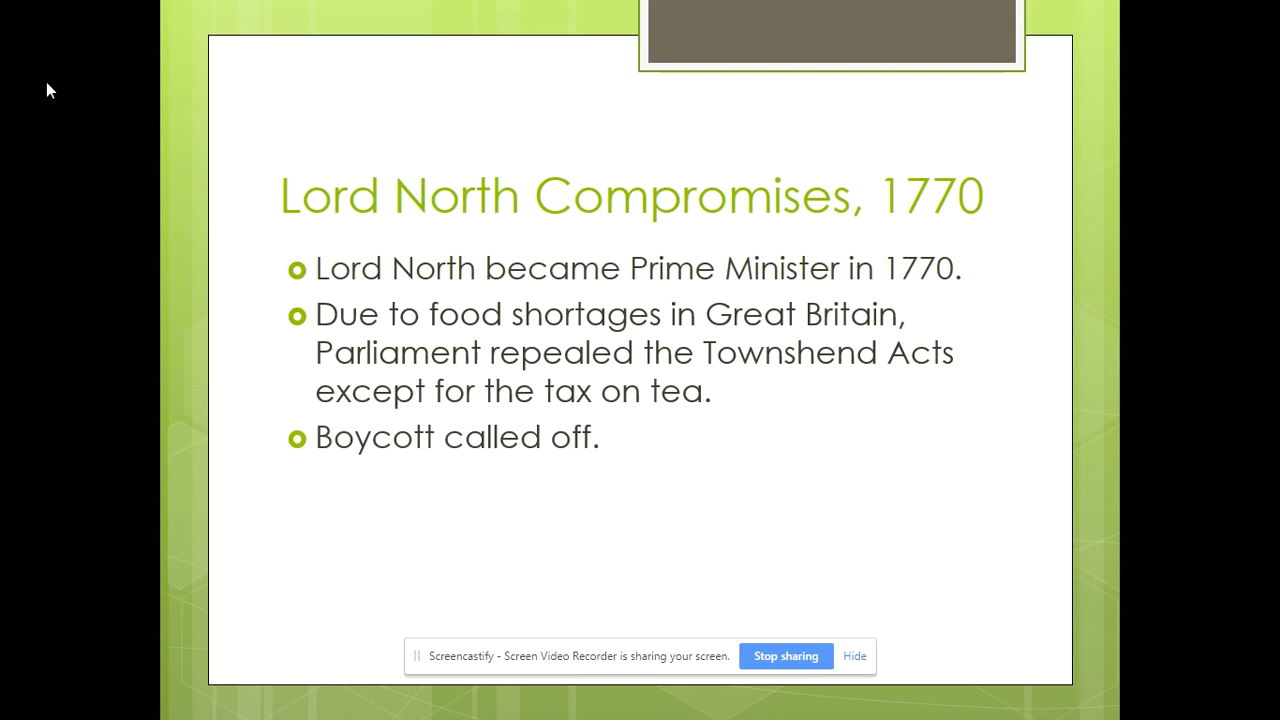 Lord North Compromises, 1770
Lord North became Prime Minister in 1770.
Due to food shortages in Great Britain,
Parliament repealed the Townshend Acts
except for the tax on tea.
Boycott called off.
Screencastify - Screen Video Recorder is sharing your screen. Stop sharing Hide